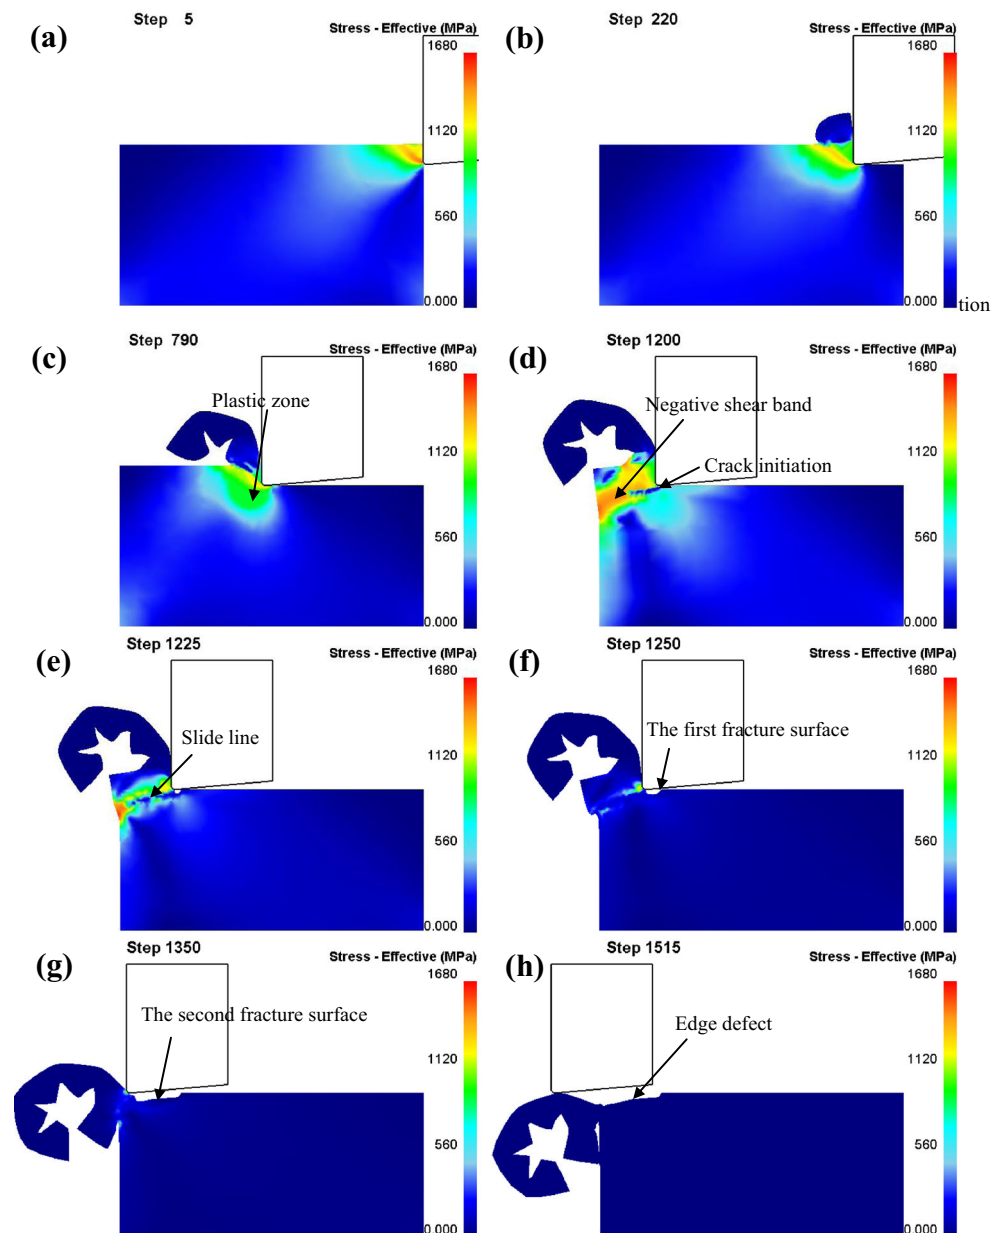 (a)
Step 5
Stress - Effective (MPa)
1680
1120
560
0.000
(b)
Step 220
Stress - Effective (MPa)
1680
1120
560
0.000
tion
(c)
Step 790
Stress - Effective (MPa)
1680
1120
560
0.000
Plastic zone
(d)
Step 1200
Stress - Effective (MPa)
1680
1120
560
0.000
Negative shear band
Crack initiation
(e)
Step 1225
Stress - Effective (MPa)
1680
1120
560
0.000
Slide line
(f)
Step 1250
Stress - Effective (MPa)
1680
1120
560
0.000
The first fracture surface
(g)
Step 1350
Stress - Effective (MPa)
1680
1120
560
0.000
The second fracture surface
(h)
Step 1515
Stress - Effective (MPa)
1680
1120
560
0.000
Edge defect